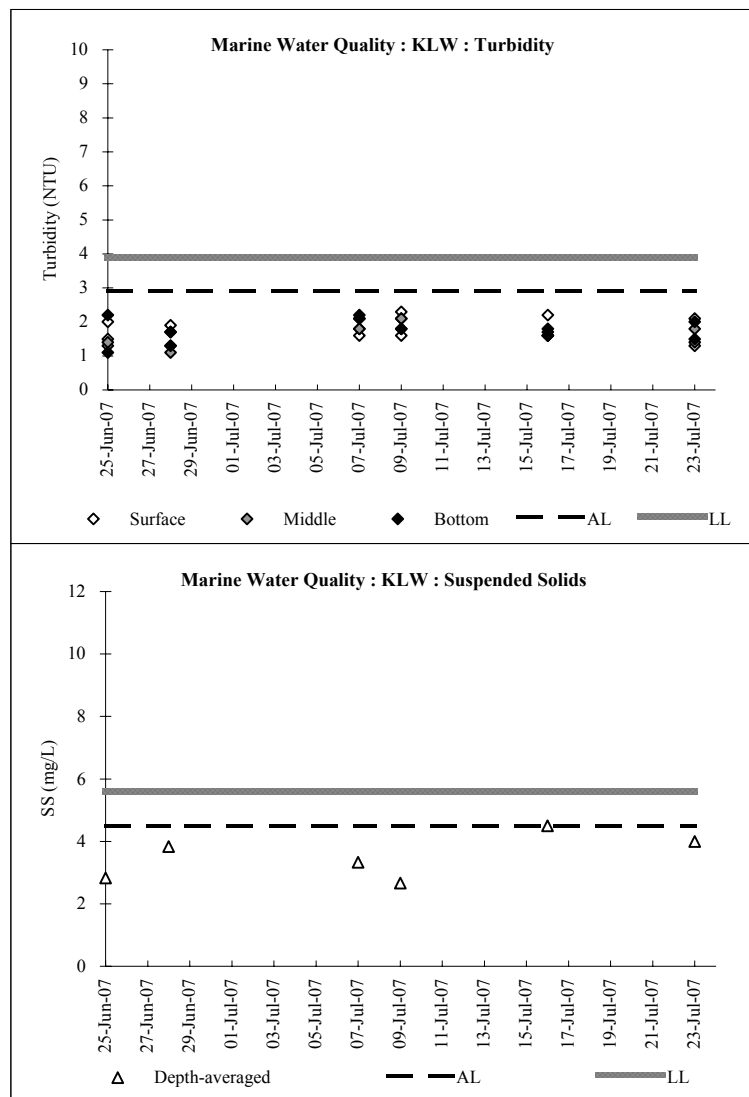 Marine Water Quality : KLW : Turbidity
Turbidity (NTU)
10
9
8
7
6
5
4
3
2
1
0
25-Jun-07
27-Jun-07
29-Jun-07
01-Jul-07
03-Jul-07
05-Jul-07
07-Jul-07
09-Jul-07
11-Jul-07
13-Jul-07
15-Jul-07
17-Jul-07
19-Jul-07
21-Jul-07
23-Jul-07
Surface Middle Bottom AL LL
Marine Water Quality : KLW : Suspended Solids
SS (mg/L)
12
10
8
6
4
2
0
25-Jun-07
27-Jun-07
29-Jun-07
01-Jul-07
03-Jul-07
05-Jul-07
07-Jul-07
09-Jul-07
11-Jul-07
13-Jul-07
15-Jul-07
17-Jul-07
19-Jul-07
21-Jul-07
23-Jul-07
Depth-averaged AL LL